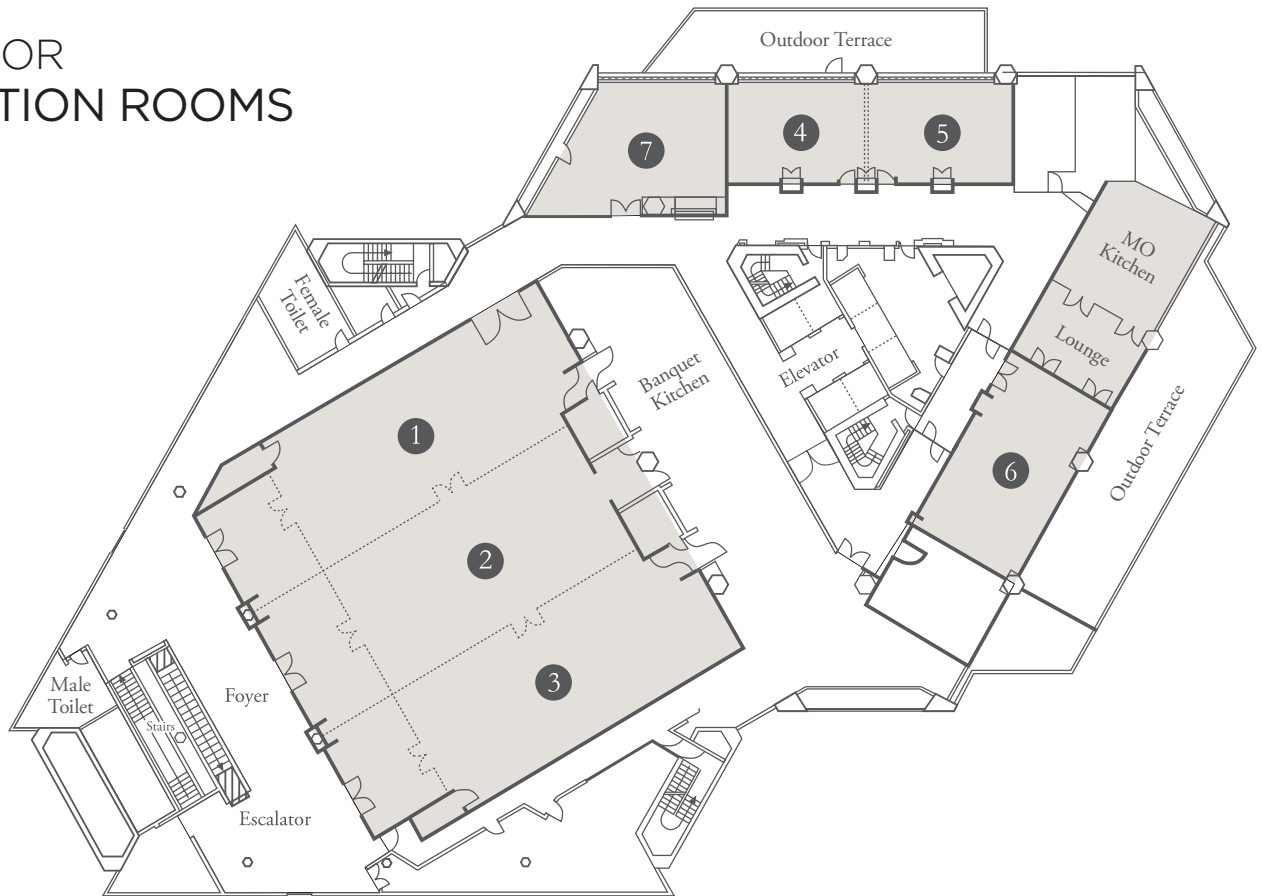 OR
TION ROOMS
Outdoor Terrace
7
4
5
MO
Kitchen
Female
Toilet
Lounge
Elevator
Banquet
Kitchen
1
Outdoor Terrace
6
2
3
Male
Toilet
Foyer
Stairs
Escalator